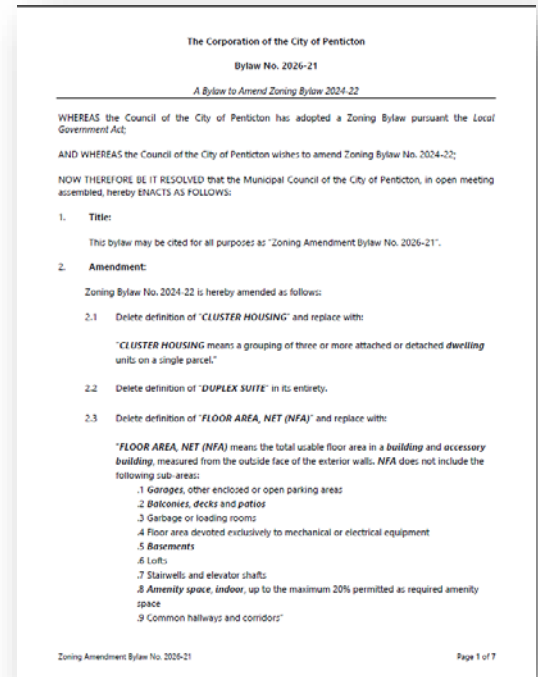 The Corporation of the City of Penticton
Bylaw No. 2026-21
A Bylaw to Amend Zoning Bylaw 2024-22
WHEREAS the Council of the City of Penticton has adopted a Zoning Bylaw pursuant the Local
Government Act;
AND WHEREAS the Council of the City of Penticton wishes to amend Zoning Bylaw No. 2024-22;
NOW THEREFORE BE IT RESOLVED that the Municipal Council of the City of Penticton, in open meeting
assembled, hereby ENACTS AS FOLLOWS:
1. Title:
This bylaw may be cited for all purposes as "Zoning Amendment Bylaw No. 2026-21".
2. Amendment:
Zoning Bylaw No. 2024-22 is hereby amended as follows:
2.1 Delete definition of "CLUSTER HOUSING" and replace with:
"CLUSTER HOUSING means a grouping of three or more attached or detached dwelling
units on a single parcel."
2.2 Delete definition of "DUPLEX SUITE" in its entirety.
2.3 Delete definition of "FLOOR AREA, NET (NFA)" and replace with:
"FLOOR AREA, NET (NFA) means the total usable floor area in a building and accessory
building, measured from the outside face of the exterior walls. NFA does not include the
following sub-areas:
.1 Garages, other enclosed or open parking areas
.2 Balconies, decks and patios
.3 Garbage or loading rooms
.4 Floor area devoted exclusively to mechanical or electrical equipment
.5 Basements
.6 Lofts
.7 Stairwells and elevator shafts
.8 Amenity space, indoor, up to the maximum 20% permitted as required amenity
space
.9 Common hallways and corridors"
Zoning Amendment Bylaw No. 2026-21 Page 1 of 7